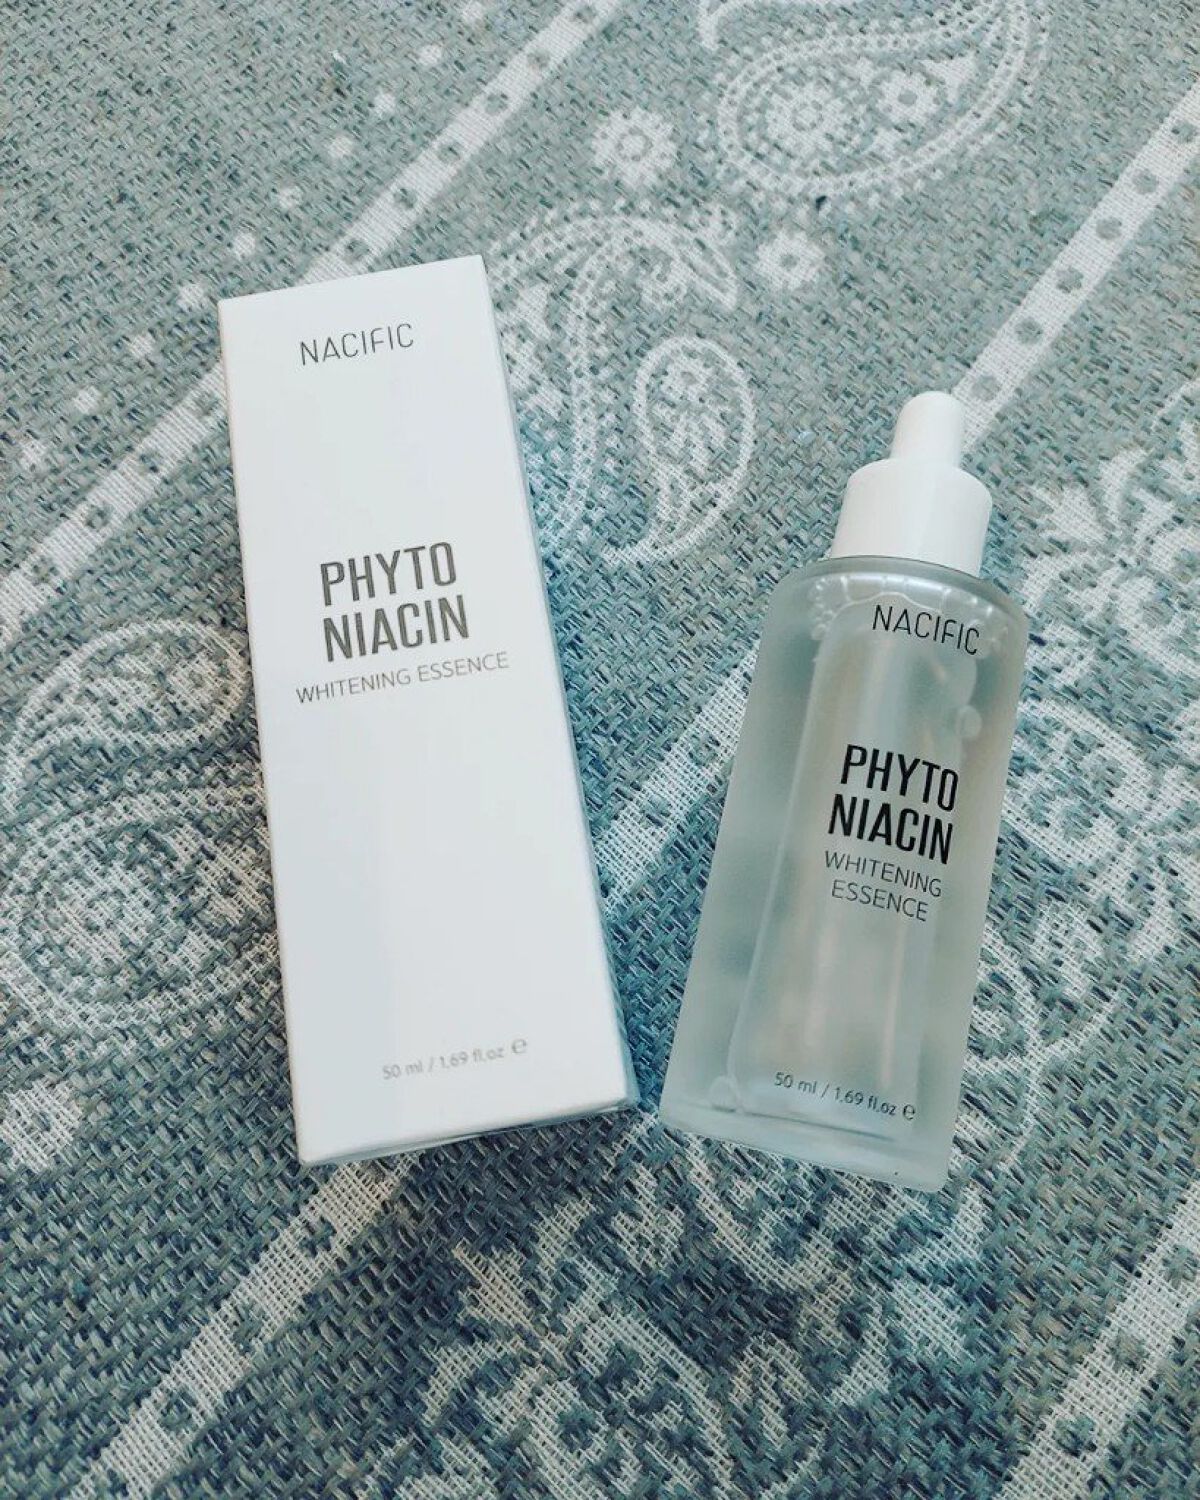 NACIFIC
PHYTO
NIACIN
WHITENING ESSENCE
50 ml / 1.69 fl.oz ℮
NACIFIC
PHYTO
NIACIN
WHITENING
ESSENCE
50 ml / 1.69 fl.oz ℮